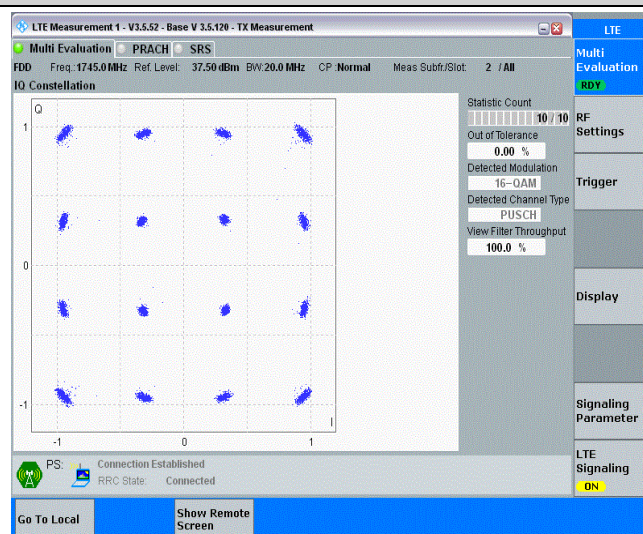 LTE Measurement 1 - V3.5.52 - Base V 3.5.120 - TX Measurement
LTE
Multi Evaluation PRACH SRS
FDD Freq.:1745.0 MHz Ref. Level: 37.50 dBm BW:20.0 MHz CP :Normal Meas Subfr./Slot: 2 / All
IQ Constellation
Q
1
0
-1
-1 0 1
I
Statistic Count
10 / 10
Out of Tolerance
0.00 %
Detected Modulation
16-QAM
Detected Channel Type
PUSCH
View Filter Throughput
100.0 %
Multi
Evaluation
RDY
RF
Settings
Trigger
Display
Signaling
Parameter
LTE
Signaling
ON
PS: Connection Established
RRC State: Connected
Go To Local
Show Remote
Screen